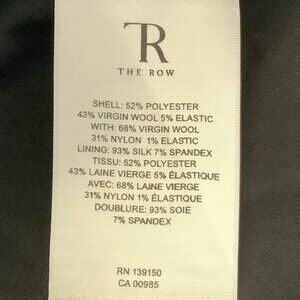 TR
THE ROW
SHELL: 52% POLYESTER
43% VIRGIN WOOL 5% ELASTIC
WITH: 68% VIRGIN WOOL
31% NYLON 1% ELASTIC
LINING: 93% SILK 7% SPANDEX
TISSU: 52% POLYESTER
43% LAINE VIERGE 5% ÉLASTIQUE
AVEC: 68% LAINE VIERGE
31% NYLON 1% ÉLASTIQUE
DOUBLURE: 93% SOIE
7% SPANDEX
RN 139150
CA 00985